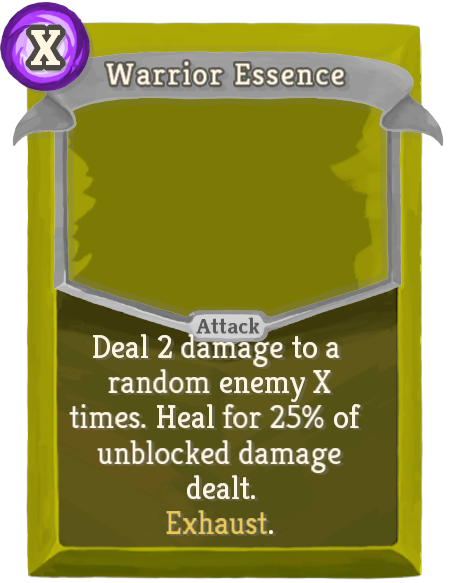 X
Warrior Essence
Attack
Deal 2 damage to a
random enemy X
times. Heal for 25% of
unblocked damage
dealt.
Exhaust.